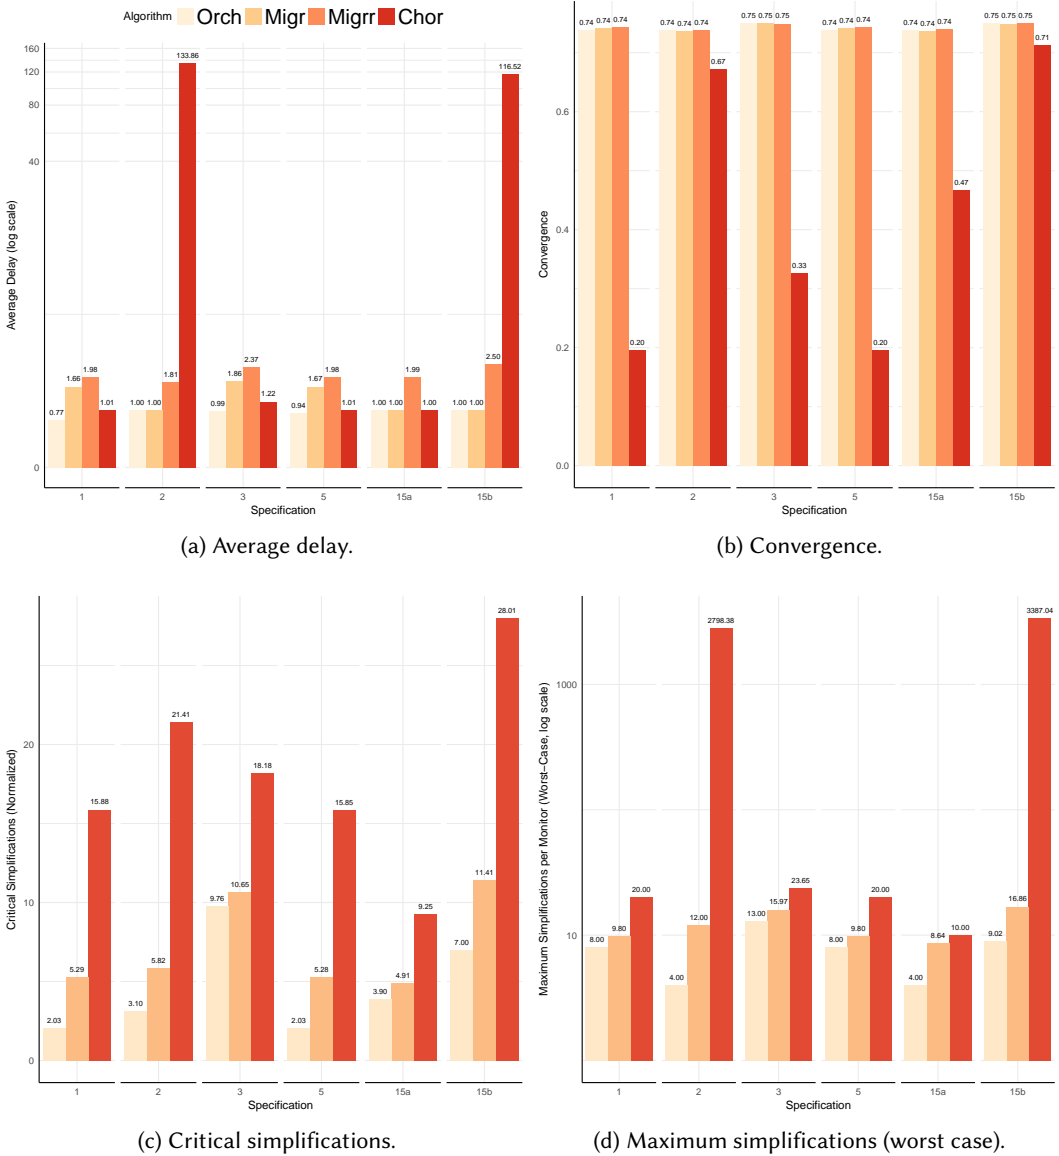 Algorithm Orch Migr Migrr Chor
Average Delay (log scale)
160
120
80
40
0
0.77 1.66 1.98 1.01
1.00 1.00 1.81 133.86
0.99 1.86 2.37 1.22
0.94 1.67 1.98 1.01
1.00 1.00 1.99 1.00
1.00 1.00 2.50 116.52
1 2 3 5 15a 15b
Specification
(a) Average delay.
Convergence
0.6
0.4
0.2
0.0
0.74 0.74 0.74 0.20
0.74 0.74 0.74 0.67
0.75 0.75 0.75 0.33
0.74 0.74 0.74 0.20
0.74 0.74 0.74 0.47
0.75 0.75 0.75 0.71
1 2 3 5 15a 15b
Specification
(b) Convergence.
Critical Simplifications (Normalized)
20
10
0
2.03 5.29 15.88
3.10 5.82 21.41
9.76 10.65 18.18
2.03 5.28 15.85
3.90 4.91 9.25
7.00 11.41 28.01
1 2 3 5 15a 15b
Specification
(c) Critical simplifications.
Maximum Simplifications per Monitor (Worst−Case, log scale)
1000
10
8.00 9.80 20.00
4.00 12.00 2798.38
13.00 15.97 23.65
8.00 9.80 20.00
4.00 8.64 10.00
9.02 16.86 3387.04
1 2 3 5 15a 15b
Specification
(d) Maximum simplifications (worst case).